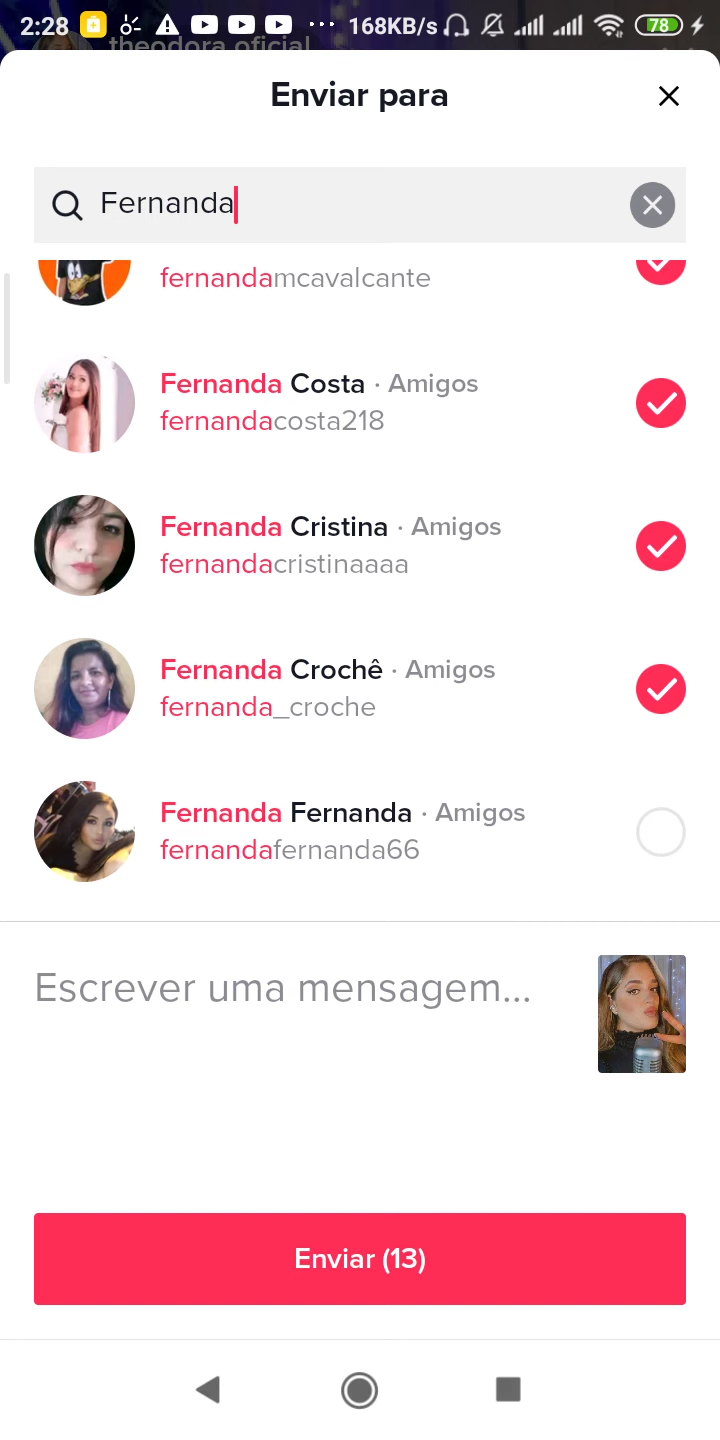 2:28
168KB/s
78
theodora oficial
Enviar para
Fernanda
fernandamcavalcante
Fernanda Costa · Amigos
fernandacosta218
Fernanda Cristina · Amigos
fernandacristinaaaa
Fernanda Crochê · Amigos
fernanda_croche
Fernanda Fernanda · Amigos
fernandafernanda66
Escrever uma mensagem...
Enviar (13)